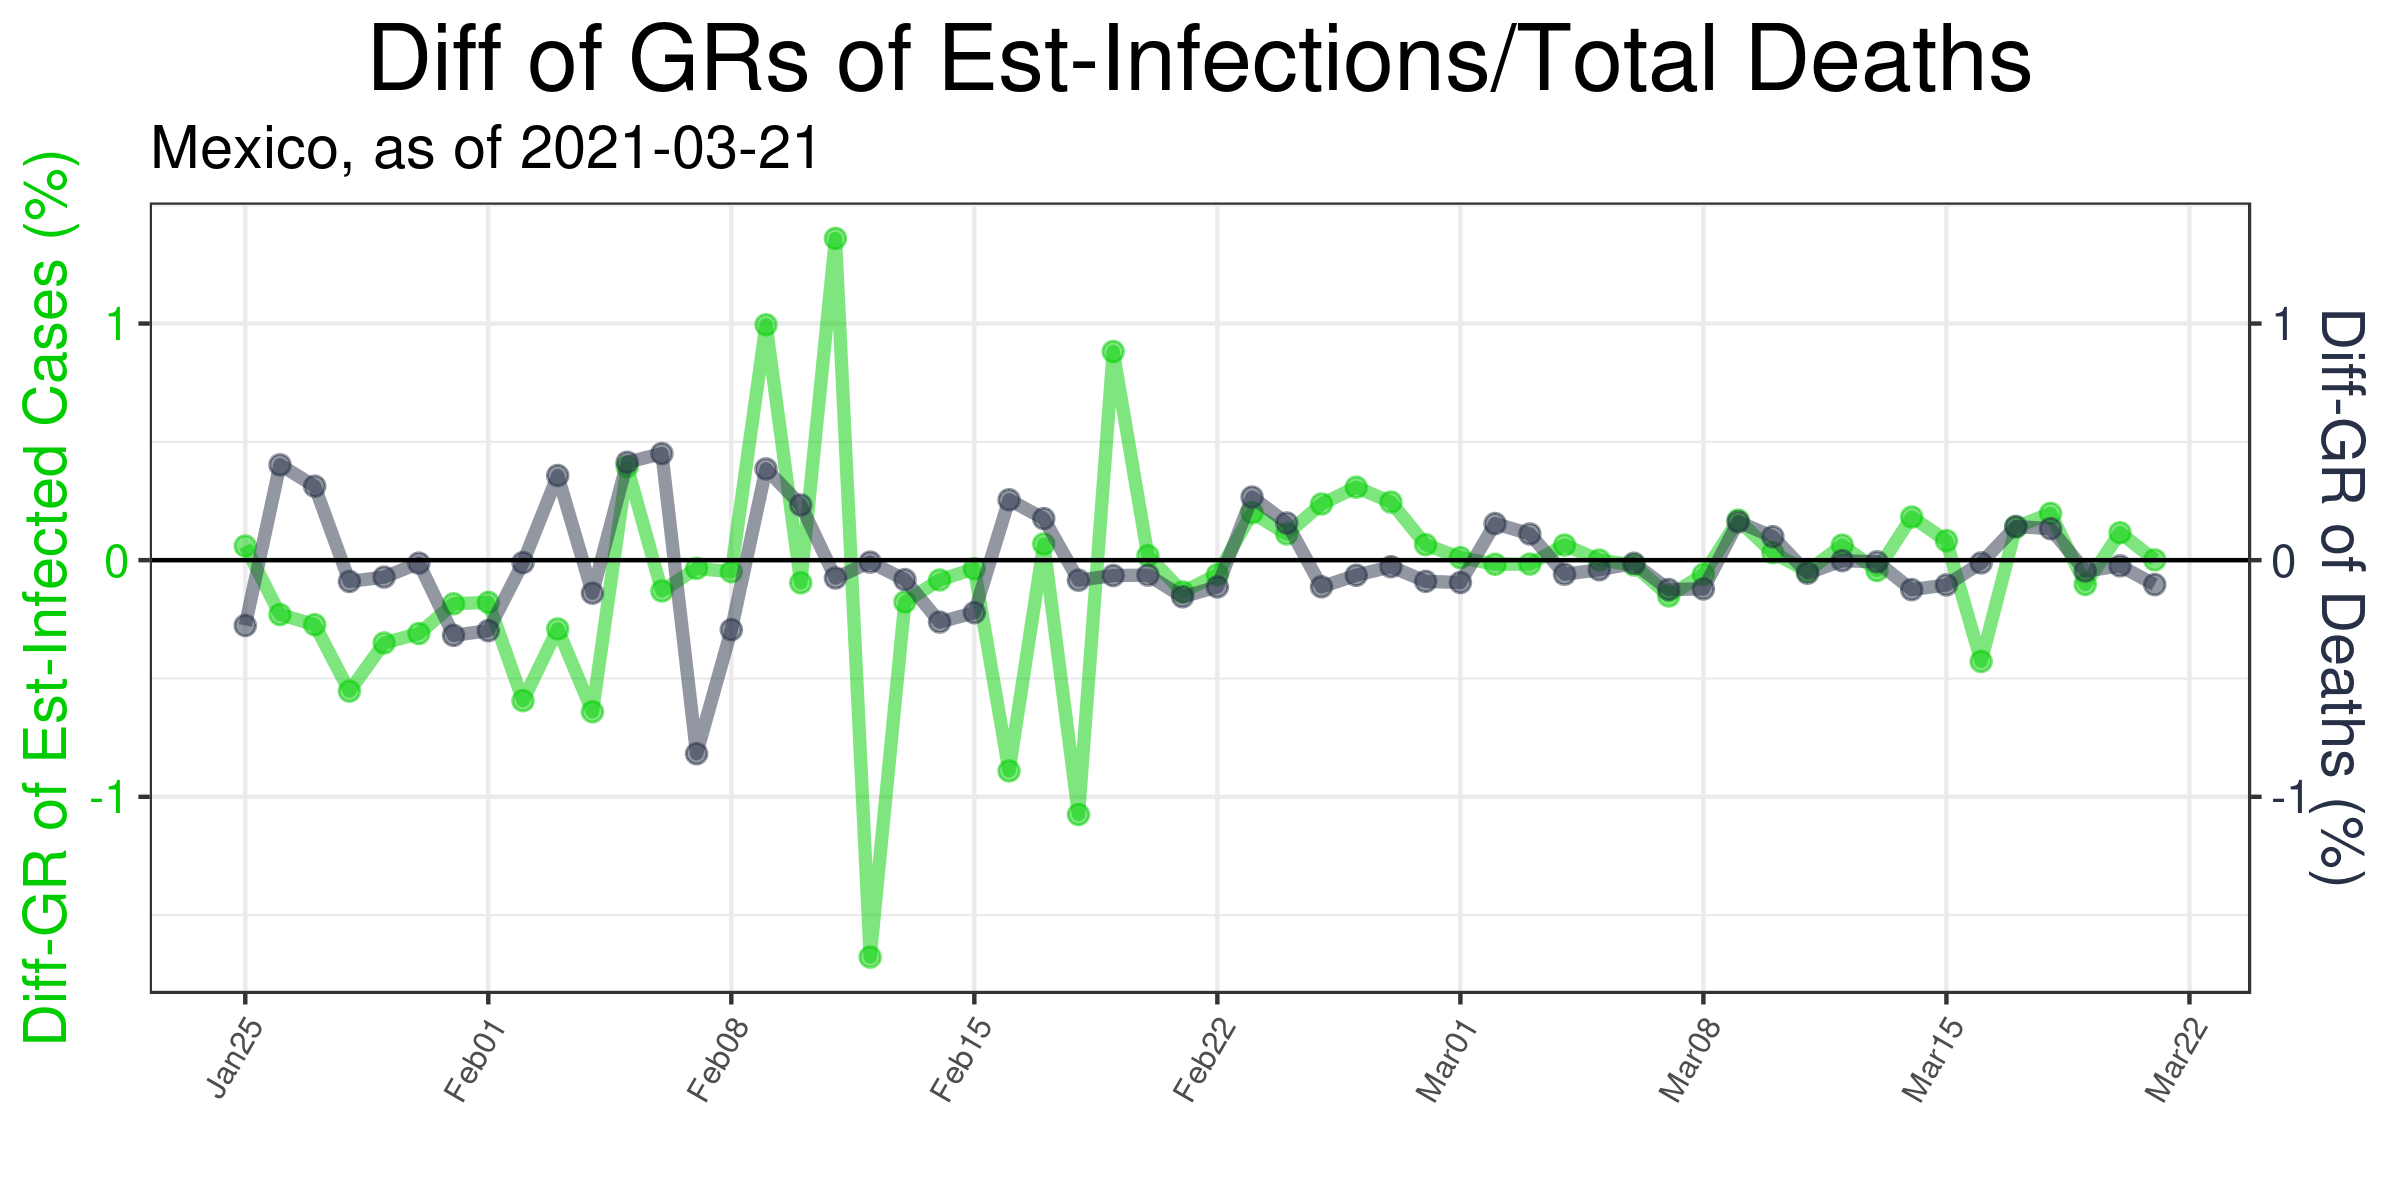 Diff of GRs of Est-Infections/Total Deaths
Mexico, as of 2021-03-21
Diff-GR of Est-Infected Cases (%)
1
0
-1
1
0
-1
Diff-GR of Deaths (%)
Jan25
Feb01
Feb08
Feb15
Feb22
Mar01
Mar08
Mar15
Mar22